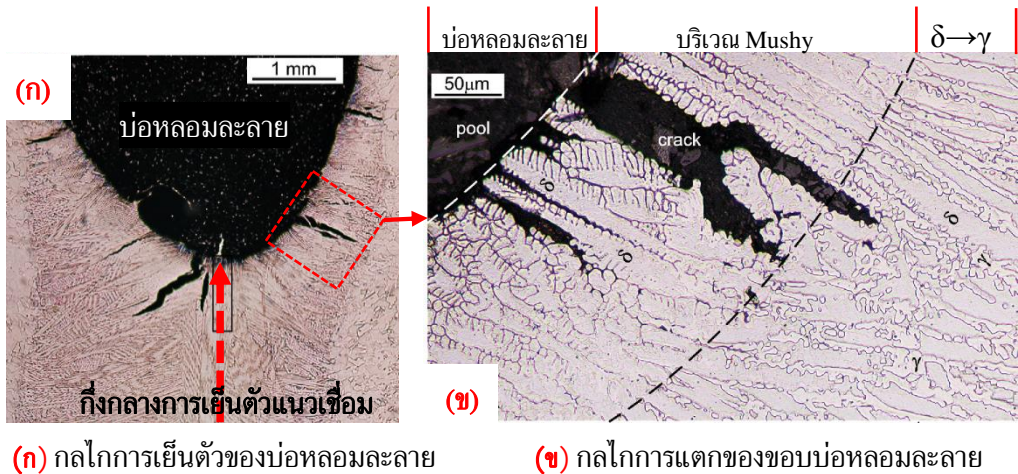 บ่อหลอมละลาย
บริเวณ Mushy
δ→γ
(ก)
1 mm
บ่อหลอมละลาย
กึ่งกลางการเย็นตัวแนวเชื่อม
50μm
pool
crack
δ
δ
δ
γ
γ
(ข)
(ก) กลไกการเย็นตัวของบ่อหลอมละลาย
(ข) กลไกการแตกของขอบบ่อหลอมละลาย